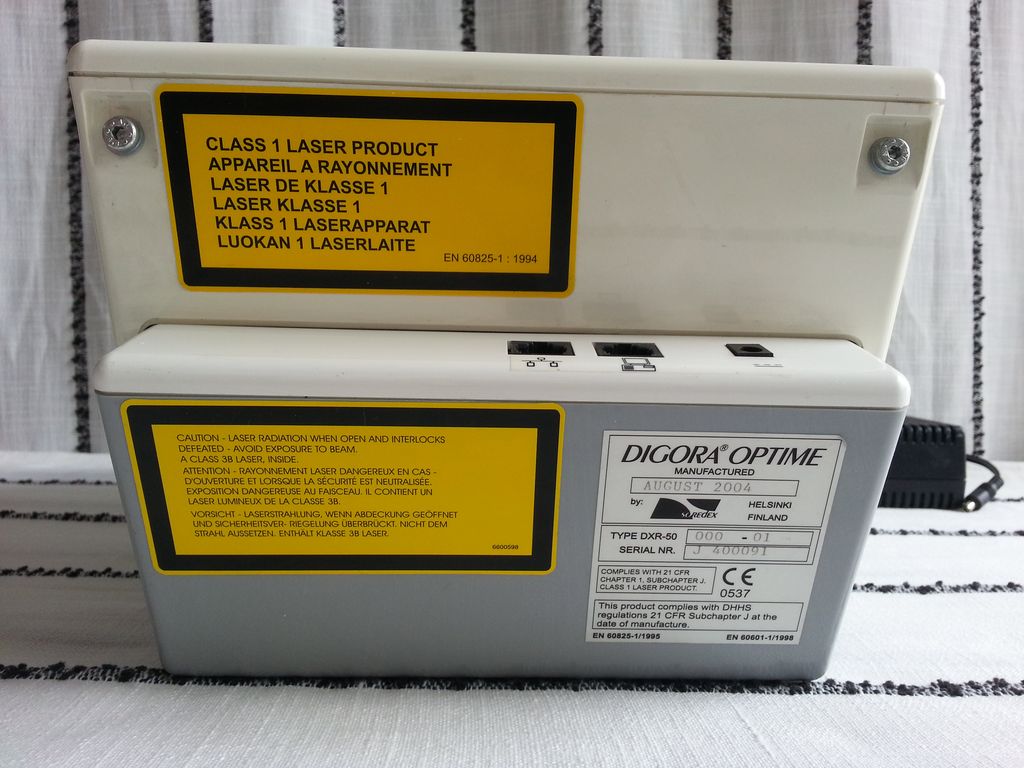 CLASS 1 LASER PRODUCT
APPAREIL A RAYONNEMENT
LASER DE KLASSE 1
LASER KLASSE 1
KLASS 1 LASERAPPARAT
LUOKAN 1 LASERLAITE
EN 60825-1 : 1994
CAUTION - LASER RADIATION WHEN OPEN AND INTERLOCKS
DEFEATED - AVOID EXPOSURE TO BEAM.
A CLASS 3B LASER, INSIDE.
ATTENTION - RAYONNEMENT LASER DANGEREUX EN CAS -
D'OUVERTURE ET LORSQUE LA SÉCURITÉ EST NEUTRALISÉE.
EXPOSITION DANGEREUSE AU FAISCEAU. IL CONTIENT UN
LASER LUMINEUX DE LA CLASSE 3B.
VORSICHT - LASERSTRAHLUNG, WENN ABDECKUNG GEÖFFNET
UND SICHERHEITSVER- RIEGELUNG ÜBERBRÜCKT. NICHT DEM
STRAHL AUSSETZEN. ENTHÄLT KLASSE 3B LASER.
6800598
DIGORA® OPTIME
MANUFACTURED
AUGUST 2004
by: SOREDEX HELSINKI
FINLAND
TYPE DXR-50 000 - 01
SERIAL NR. J 400091
COMPLIES WITH 21 CFR
CHAPTER 1, SUBCHAPTER J.
CLASS 1 LASER PRODUCT.
CE
0537
This product complies with DHHS
regulations 21 CFR Subchapter J at the
date of manufacture.
EN 60825-1/1995 EN 60601-1/1998